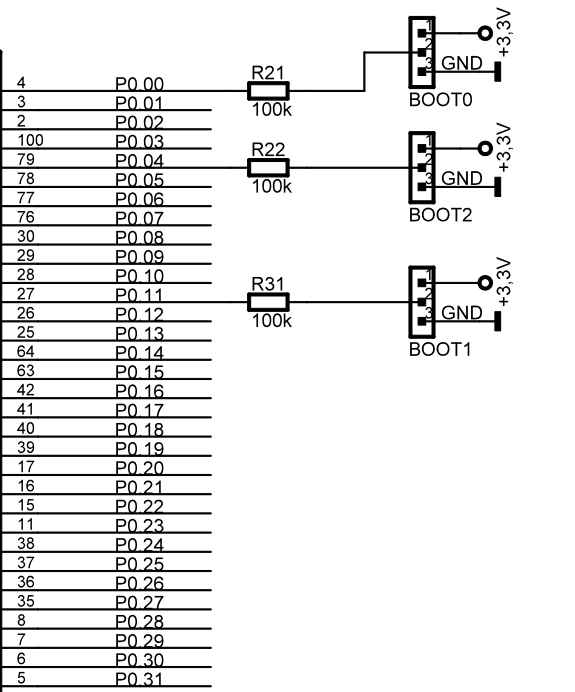 1 +3,3V
2
3 GND
BOOT0
4 P0.00 R21
3 P0.01 100k
2 P0.02
100 P0.03 1 +3,3V
79 P0.04 R22 2
78 P0.05 100k 3 GND
77 P0.06 BOOT2
76 P0.07
30 P0.08
29 P0.09
28 P0.10 R31 1 +3,3V
27 P0.11 2
26 P0.12 100k 3 GND
25 P0.13 BOOT1
64 P0.14
63 P0.15
42 P0.16
41 P0.17
40 P0.18
39 P0.19
17 P0.20
16 P0.21
15 P0.22
11 P0.23
38 P0.24
37 P0.25
36 P0.26
35 P0.27
8 P0.28
7 P0.29
6 P0.30
5 P0.31